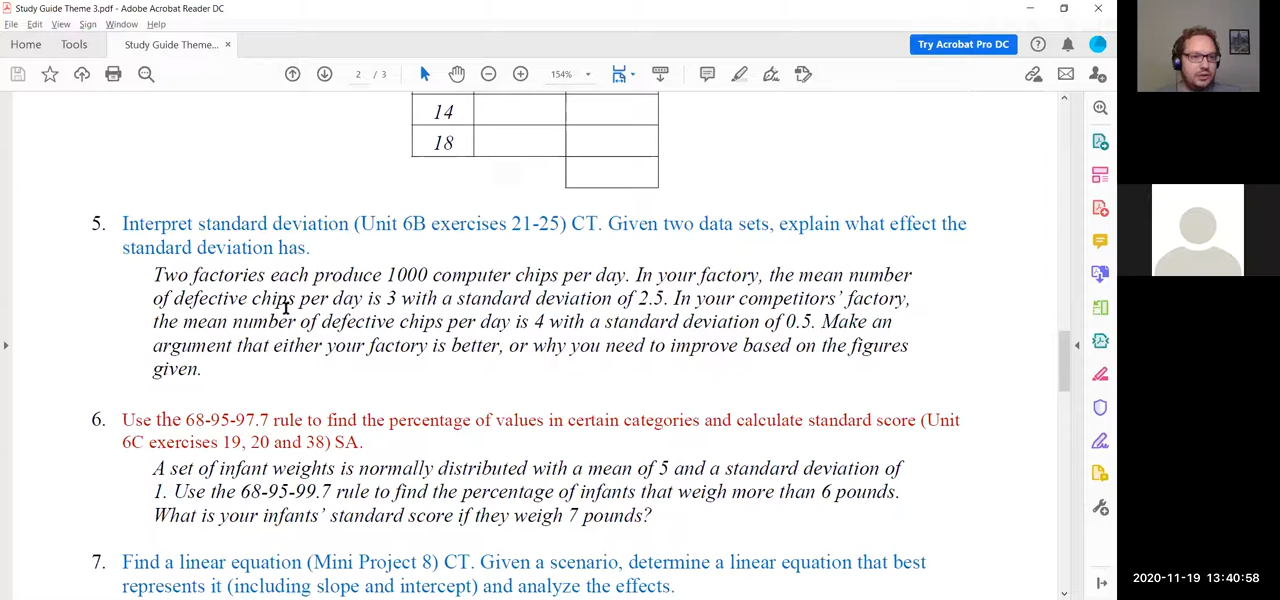 Study Guide Theme 3.pdf - Adobe Acrobat Reader DC
File Edit View Sign Window Help
Home Tools Study Guide Theme... × Try Acrobat Pro DC
2 / 3 154%
14
18
5. Interpret standard deviation (Unit 6B exercises 21-25) CT. Given two data sets, explain what effect the
standard deviation has.
Two factories each produce 1000 computer chips per day. In your factory, the mean number
of defective chips per day is 3 with a standard deviation of 2.5. In your competitors' factory,
the mean number of defective chips per day is 4 with a standard deviation of 0.5. Make an
argument that either your factory is better, or why you need to improve based on the figures
given.
6. Use the 68-95-97.7 rule to find the percentage of values in certain categories and calculate standard score (Unit
6C exercises 19, 20 and 38) SA.
A set of infant weights is normally distributed with a mean of 5 and a standard deviation of
1. Use the 68-95-99.7 rule to find the percentage of infants that weigh more than 6 pounds.
What is your infants' standard score if they weigh 7 pounds?
7. Find a linear equation (Mini Project 8) CT. Given a scenario, determine a linear equation that best
represents it (including slope and intercept) and analyze the effects.
2020-11-19 13:40:58